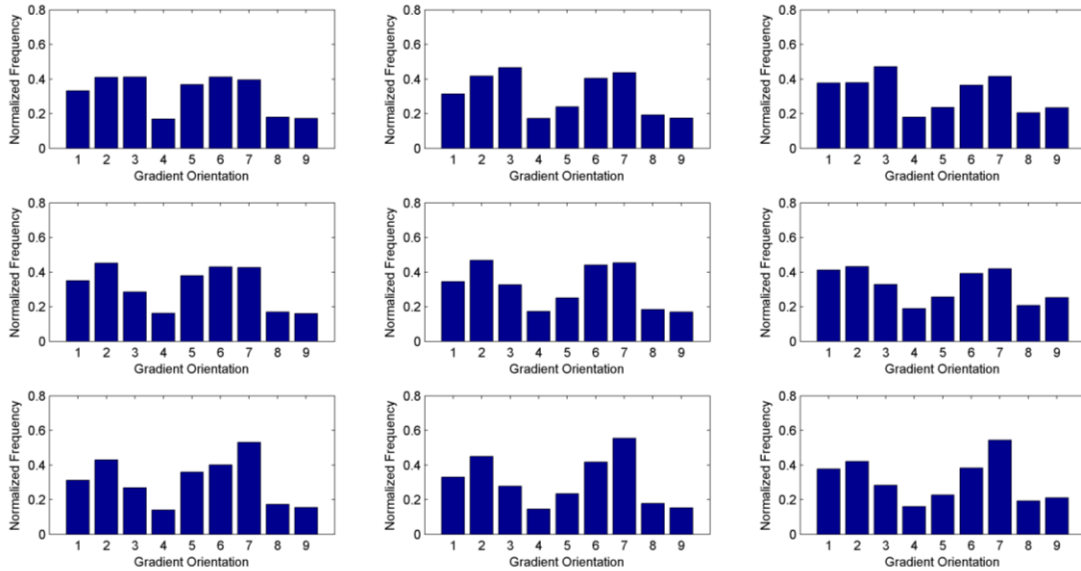 0.8 0.8 0.8
Normalized Frequency Normalized Frequency Normalized Frequency
0.6 0.6 0.6
0.4 0.4 0.4
0.2 0.2 0.2
0 0 0
1 2 3 4 5 6 7 8 9 1 2 3 4 5 6 7 8 9 1 2 3 4 5 6 7 8 9
Gradient Orientation Gradient Orientation Gradient Orientation
0.8 0.8 0.8
Normalized Frequency Normalized Frequency Normalized Frequency
0.6 0.6 0.6
0.4 0.4 0.4
0.2 0.2 0.2
0 0 0
1 2 3 4 5 6 7 8 9 1 2 3 4 5 6 7 8 9 1 2 3 4 5 6 7 8 9
Gradient Orientation Gradient Orientation Gradient Orientation
0.8 0.8 0.8
Normalized Frequency Normalized Frequency Normalized Frequency
0.6 0.6 0.6
0.4 0.4 0.4
0.2 0.2 0.2
0 0 0
1 2 3 4 5 6 7 8 9 1 2 3 4 5 6 7 8 9 1 2 3 4 5 6 7 8 9
Gradient Orientation Gradient Orientation Gradient Orientation